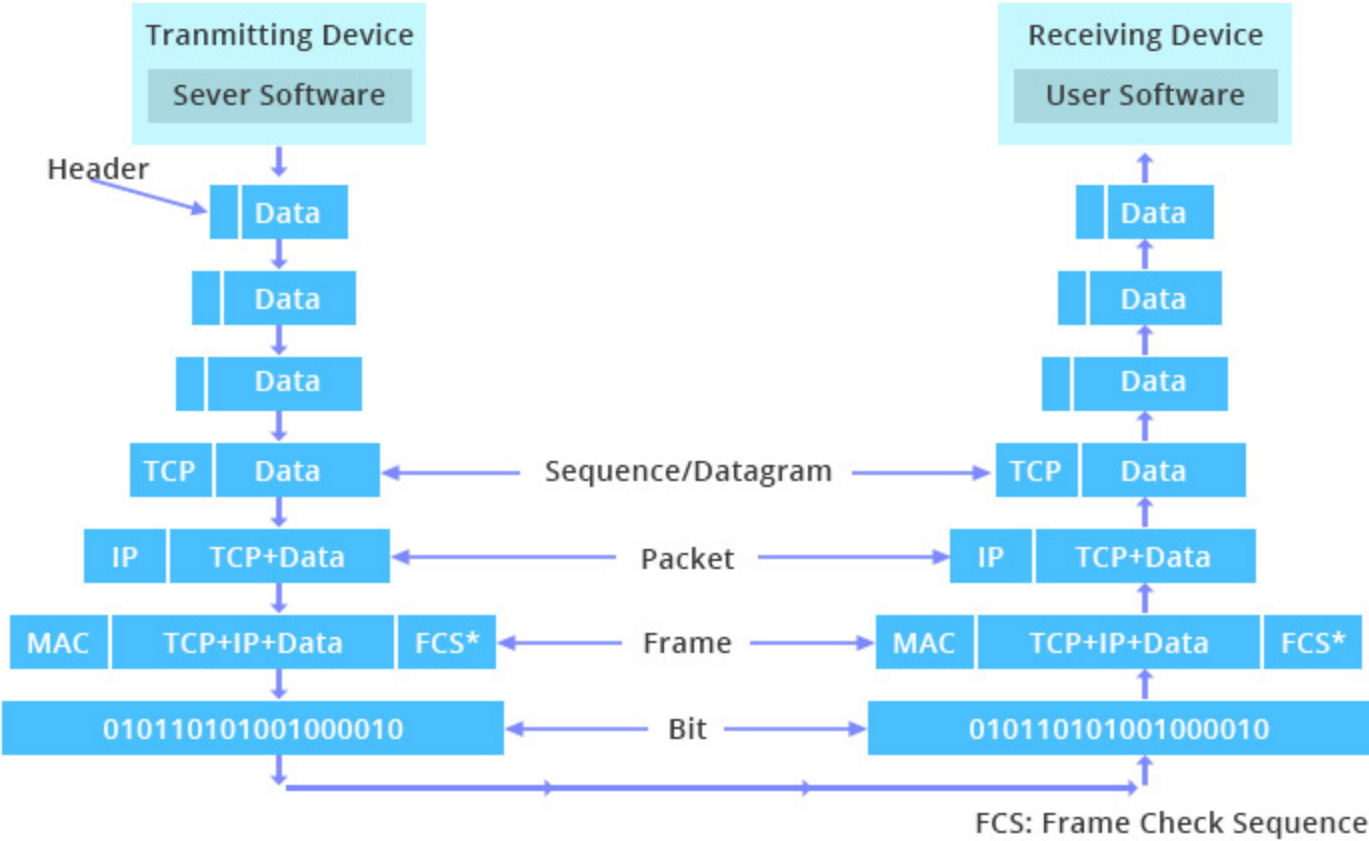 Tranmitting Device
Receiving Device
Sever Software
User Software
Header
Data
Data
Data
Data
Data
Data
TCP
Data
Sequence/Datagram
TCP
Data
IP
TCP+Data
Packet
IP
TCP+Data
MAC
TCP+IP+Data
FCS*
Frame
MAC
TCP+IP+Data
FCS*
010110101001000010
Bit
010110101001000010
FCS: Frame Check Sequence